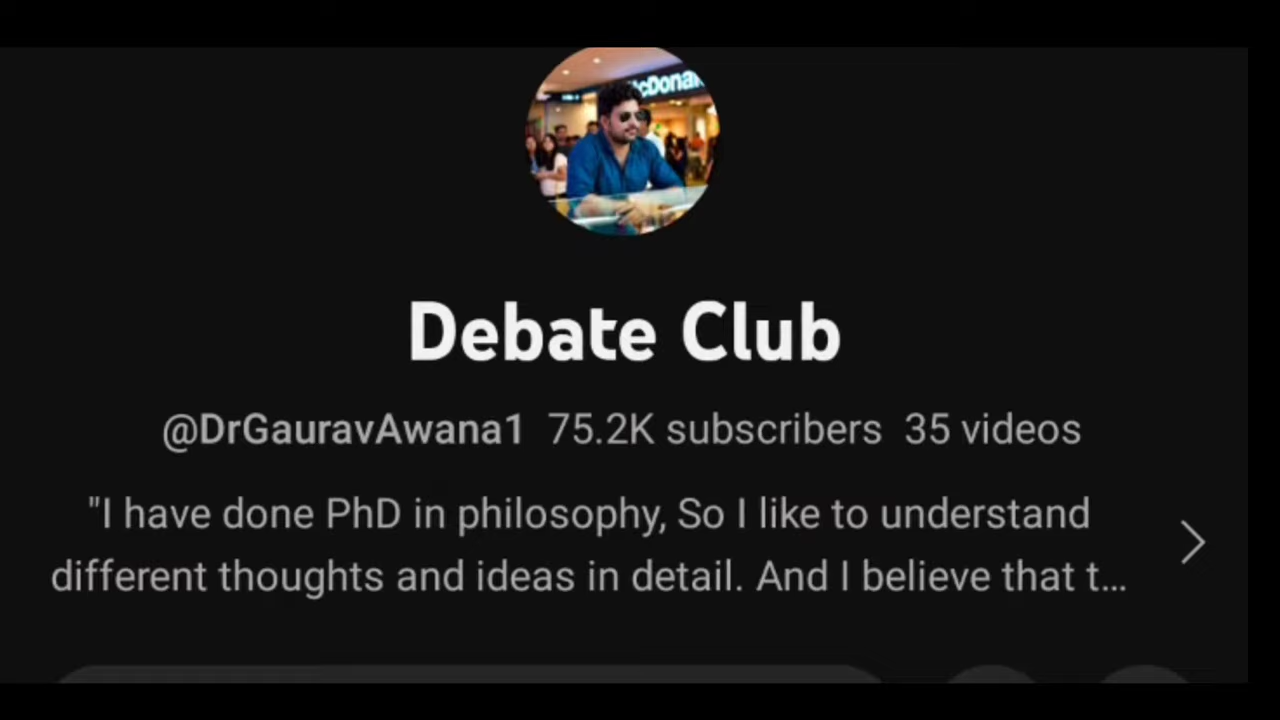 McDonal
Debate Club
@DrGauravAwana1 75.2K subscribers 35 videos
"I have done PhD in philosophy, So I like to understand
different thoughts and ideas in detail. And I believe that t...